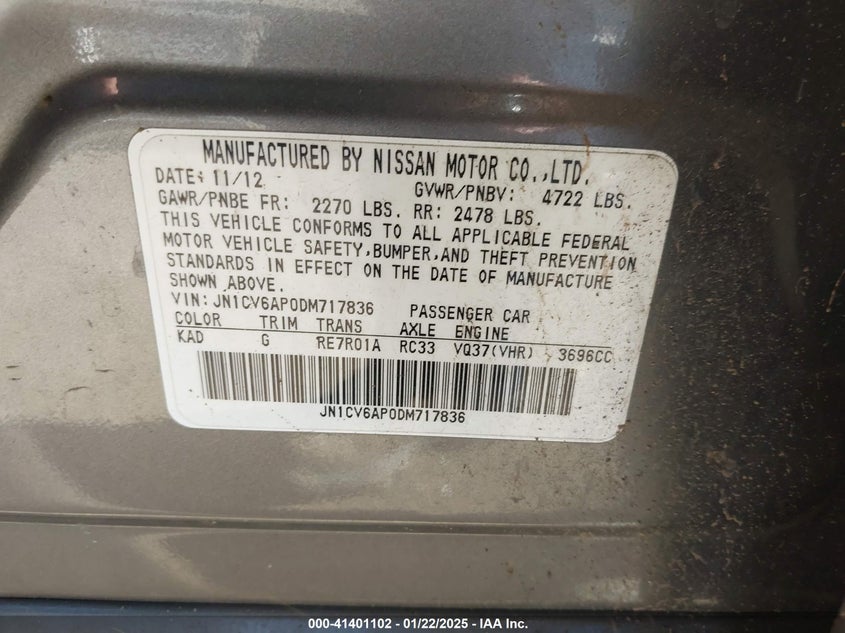 MANUFACTURED BY NISSAN MOTOR CO.,LTD.
DATE: 11/12 GVWR/PNBV: 4722 LBS.
GAWR/PNBE FR: 2270 LBS. RR: 2478 LBS.
THIS VEHICLE CONFORMS TO ALL APPLICABLE FEDERAL
MOTOR VEHICLE SAFETY,BUMPER,AND THEFT PREVENTION
STANDARDS IN EFFECT ON THE DATE OF MANUFACTURE
SHOWN ABOVE.
VIN: JN1CV6AP0DM717836 PASSENGER CAR
COLOR TRIM TRANS AXLE ENGINE
KAD G RE7R01A RC33 VQ37(VHR) 3696CC
JN1CV6AP0DM717836
000-41401102 - 01/22/2025 - IAA Inc.